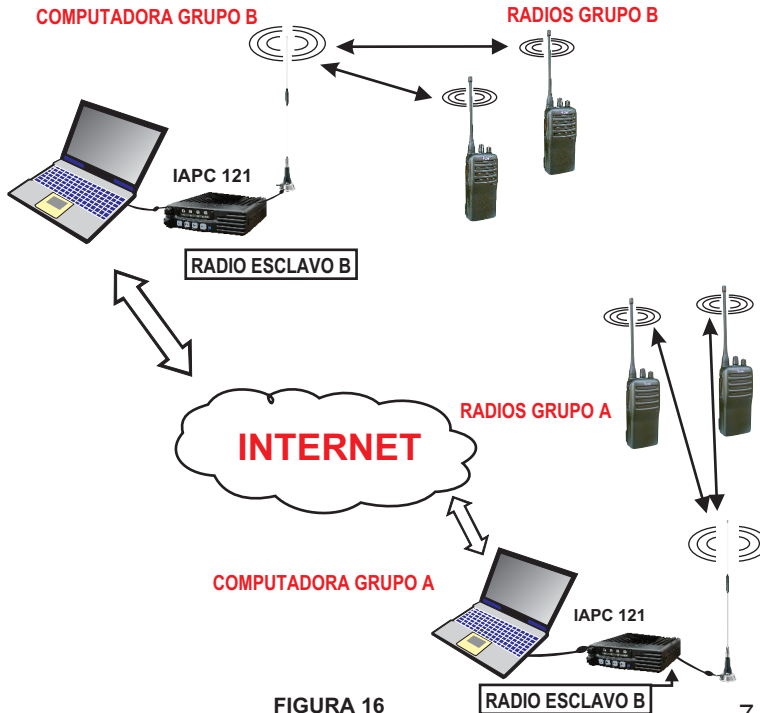 COMPUTADORA GRUPO B
RADIOS GRUPO B
IAPC 121
RADIO ESCLAVO B
RADIOS GRUPO A
INTERNET
COMPUTADORA GRUPO A
IAPC 121
RADIO ESCLAVO B
FIGURA 16
7